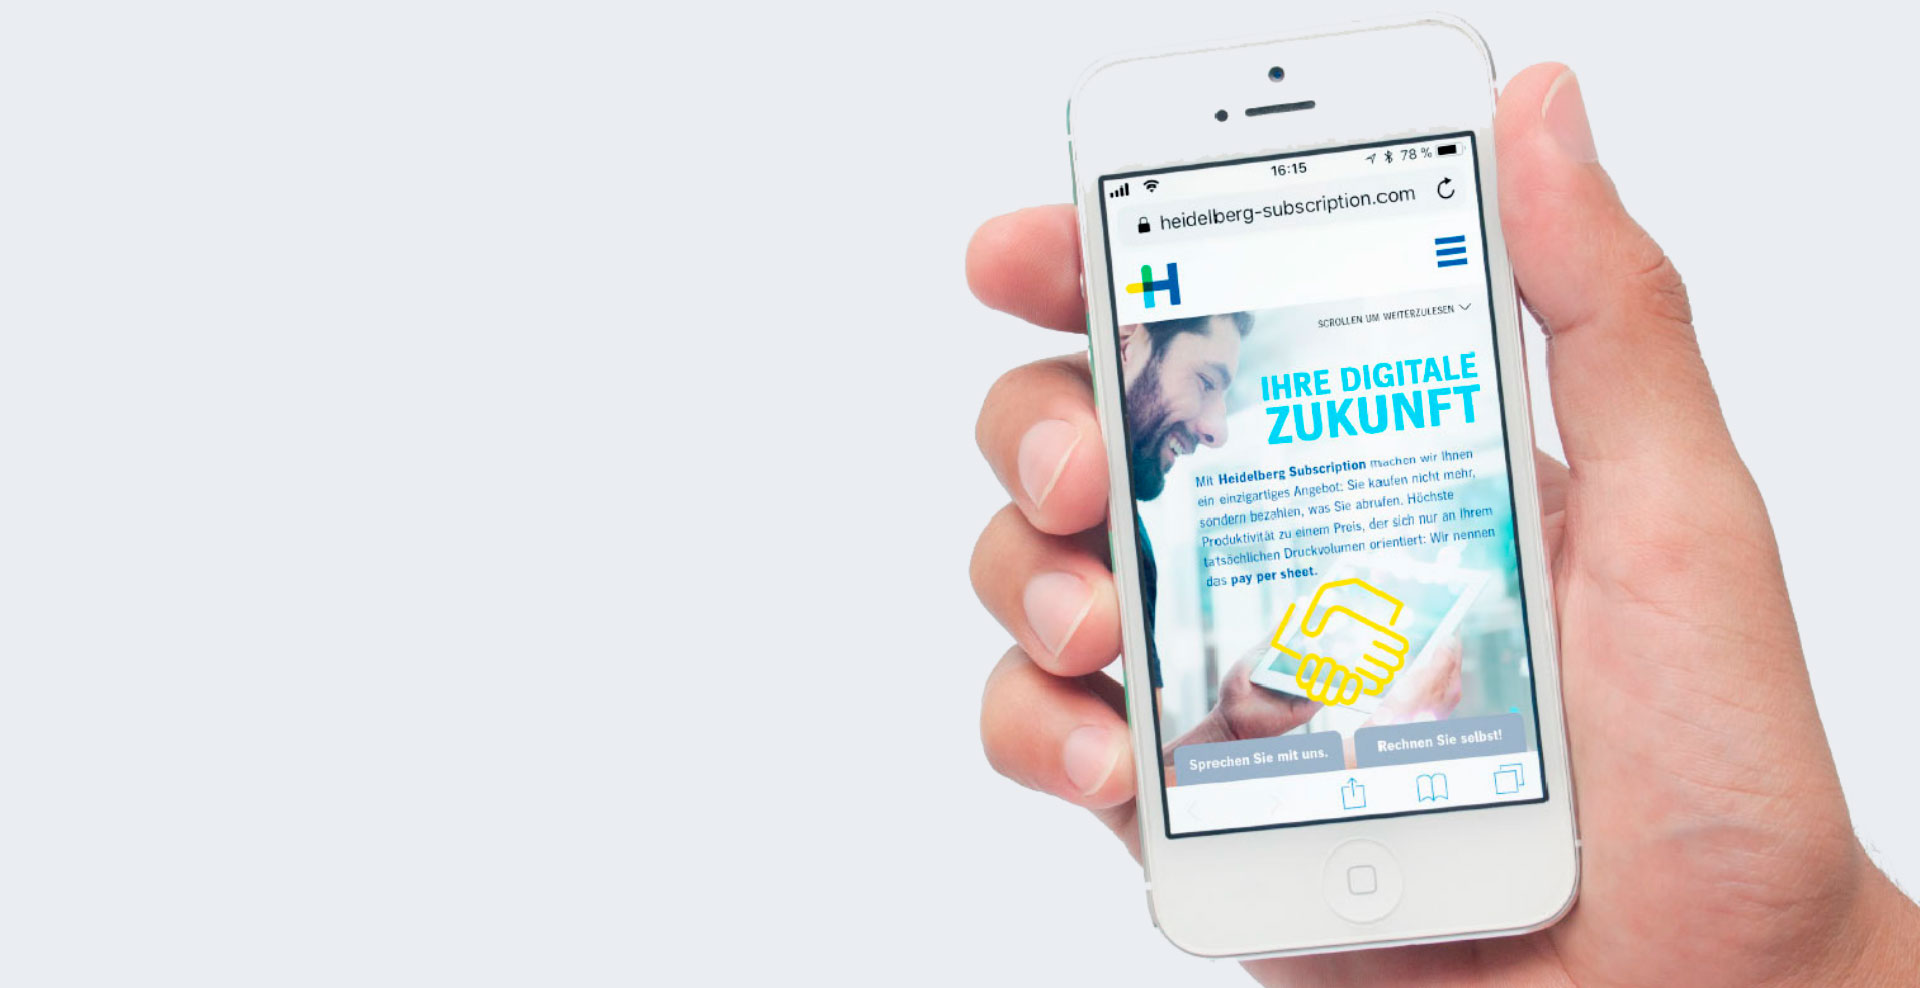 16:15
78 %
heidelberg-subscription.com
SCROLLEN UM WEITERZULESEN
IHRE DIGITALE
ZUKUNFT
Mit Heidelberg Subscription machen wir Ihnen
ein einzigartiges Angebot: Sie kaufen nicht mehr,
sondern bezahlen, was Sie abrufen. Höchste
Produktivität zu einem Preis, der sich nur an Ihrem
tatsächlichen Druckvolumen orientiert: Wir nennen
das pay per sheet.
Sprechen Sie mit uns.
Rechnen Sie selbst!